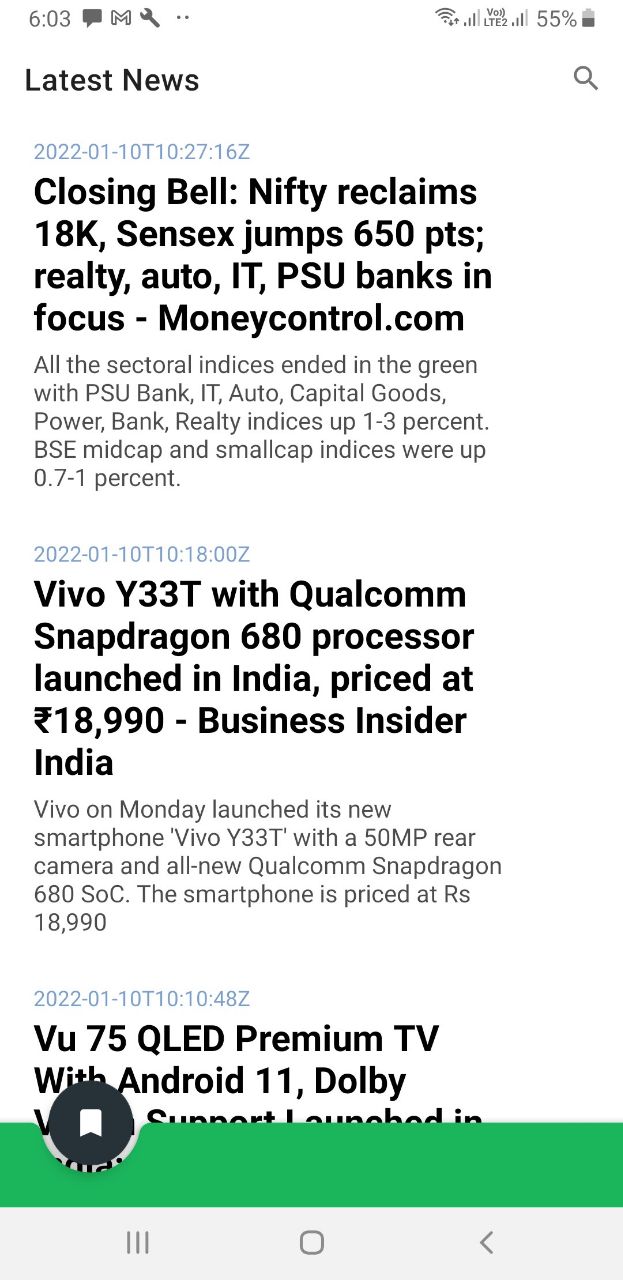 6:03
Vo))
LTE2
55%
Latest News
2022-01-10T10:27:16Z
Closing Bell: Nifty reclaims
18K, Sensex jumps 650 pts;
realty, auto, IT, PSU banks in
focus - Moneycontrol.com
All the sectoral indices ended in the green
with PSU Bank, IT, Auto, Capital Goods,
Power, Bank, Realty indices up 1-3 percent.
BSE midcap and smallcap indices were up
0.7-1 percent.
2022-01-10T10:18:00Z
Vivo Y33T with Qualcomm
Snapdragon 680 processor
launched in India, priced at
₹18,990 - Business Insider
India
Vivo on Monday launched its new
smartphone 'Vivo Y33T' with a 50MP rear
camera and all-new Qualcomm Snapdragon
680 SoC. The smartphone is priced at Rs
18,990
2022-01-10T10:10:48Z
Vu 75 QLED Premium TV
With Android 11, Dolby
Support Launched in